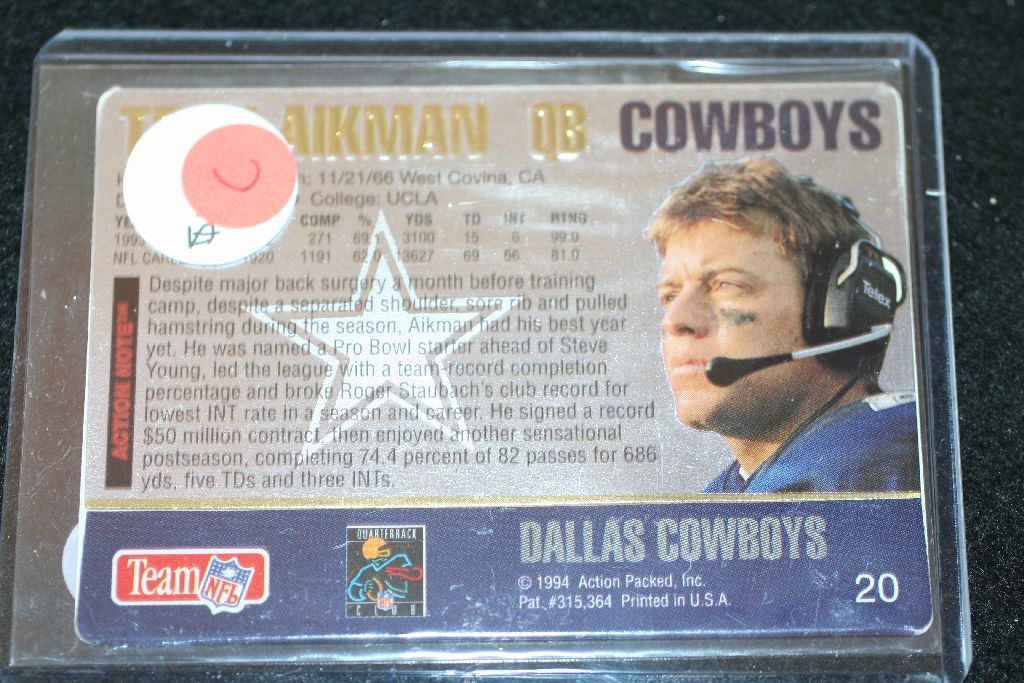 AIKMAN QB COWBOYS
11/21/66 West Covina, CA
College: UCLA
COMP % YDS TD INT RTNG
271 69.1 3100 15 6 99.0
NFL 1920 1191 62.0 13627 69 56 81.0
ACTION NOTE™
Despite major back surgery a month before training
camp, despite a separated shoulder, sore rib and pulled
hamstring during the season, Aikman had his best year
yet. He was named a Pro Bowl starter ahead of Steve
Young, led the league with a team-record completion
percentage and broke Roger Staubach's club record for
lowest INT rate in a season and career. He signed a record
$50 million contract, then enjoyed another sensational
postseason, completing 74.4 percent of 82 passes for 686
yds, five TDs and three INTs.
Telex
Team NFL
QUARTERBACK
CLUB
DALLAS COWBOYS
© 1994 Action Packed, Inc.
Pat. #315,364 Printed in U.S.A.
20